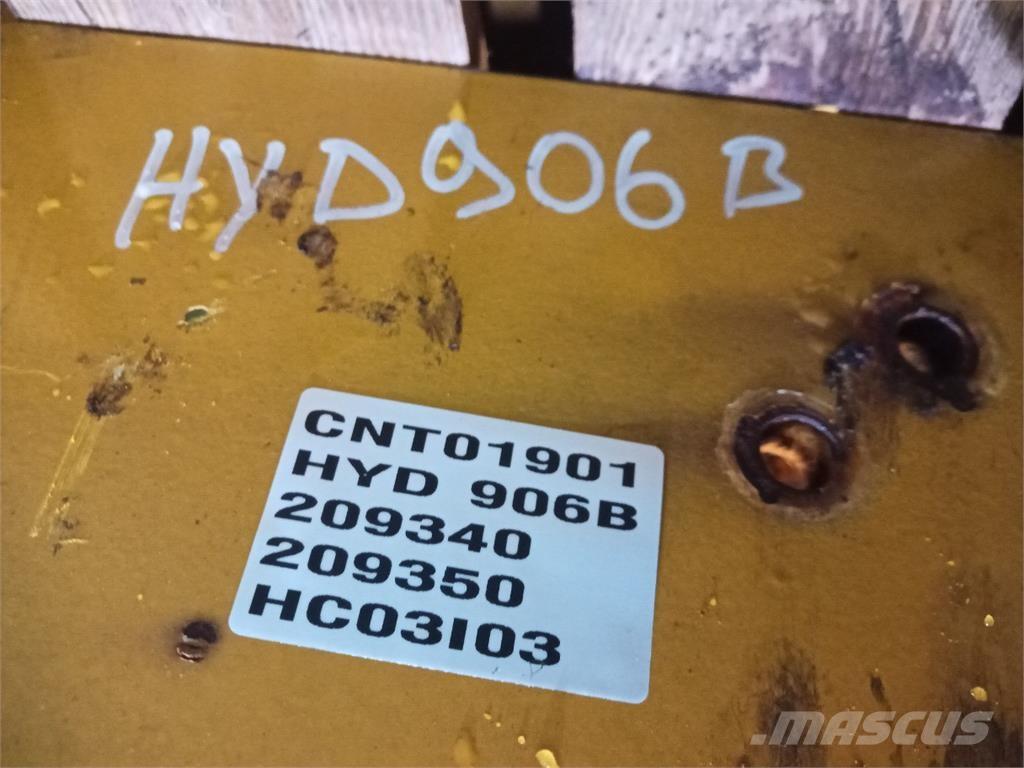 HYD906B
CNT01901
HYD 906B
209340
209350
HC03I03
MASCUS